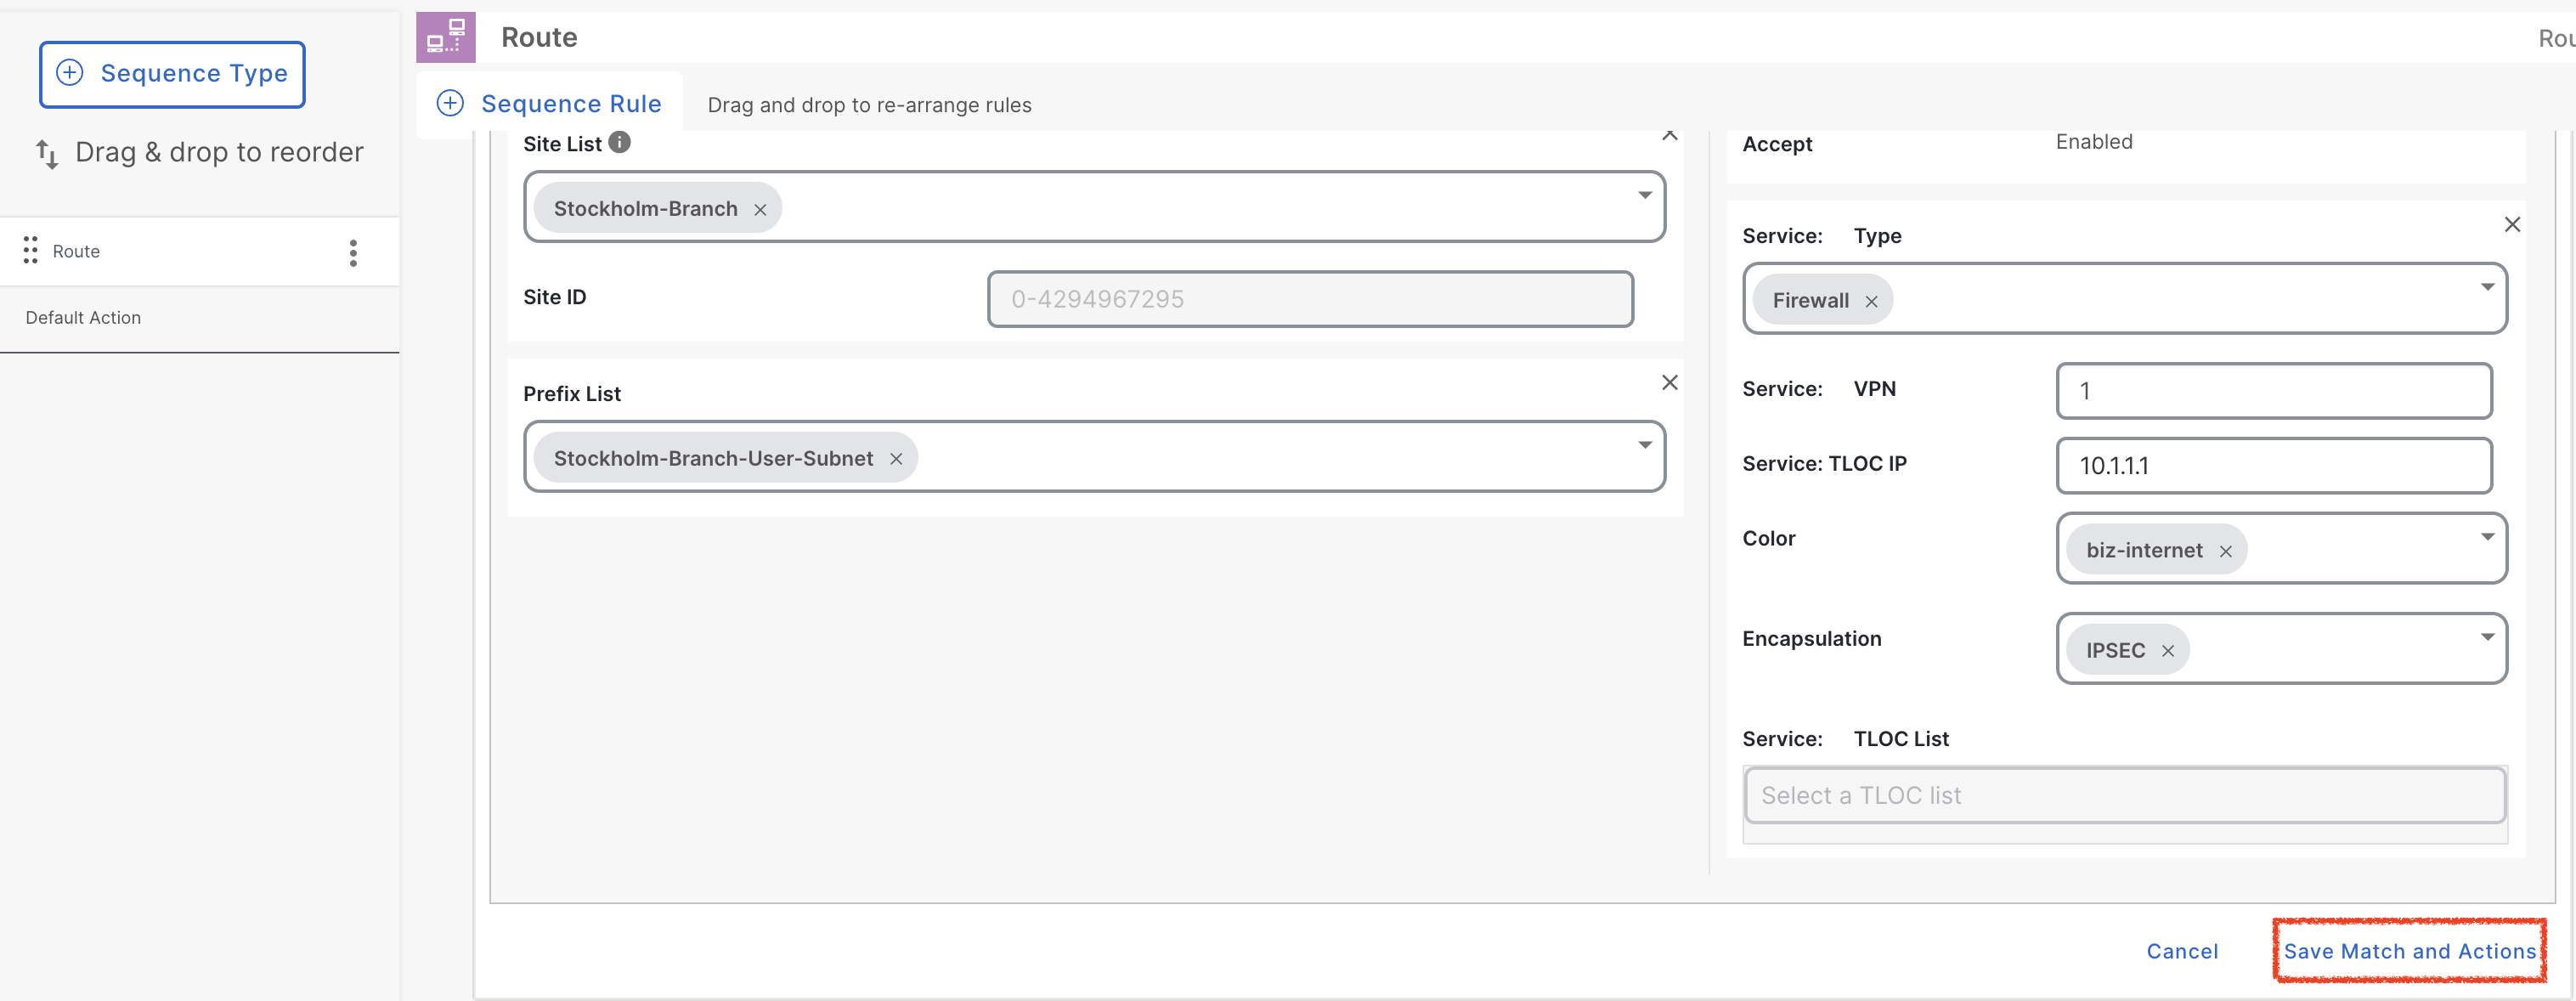 Sequence Type
Drag & drop to reorder
Route
Default Action
Route
Sequence Rule
Drag and drop to re-arrange rules
Site List
Stockholm-Branch
Site ID
0-4294967295
Prefix List
Stockholm-Branch-User-Subnet
Accept Enabled
Service: Type
Firewall
Service: VPN 1
Service: TLOC IP 10.1.1.1
Color biz-internet
Encapsulation IPSEC
Service: TLOC List
Select a TLOC list
Cancel Save Match and Actions